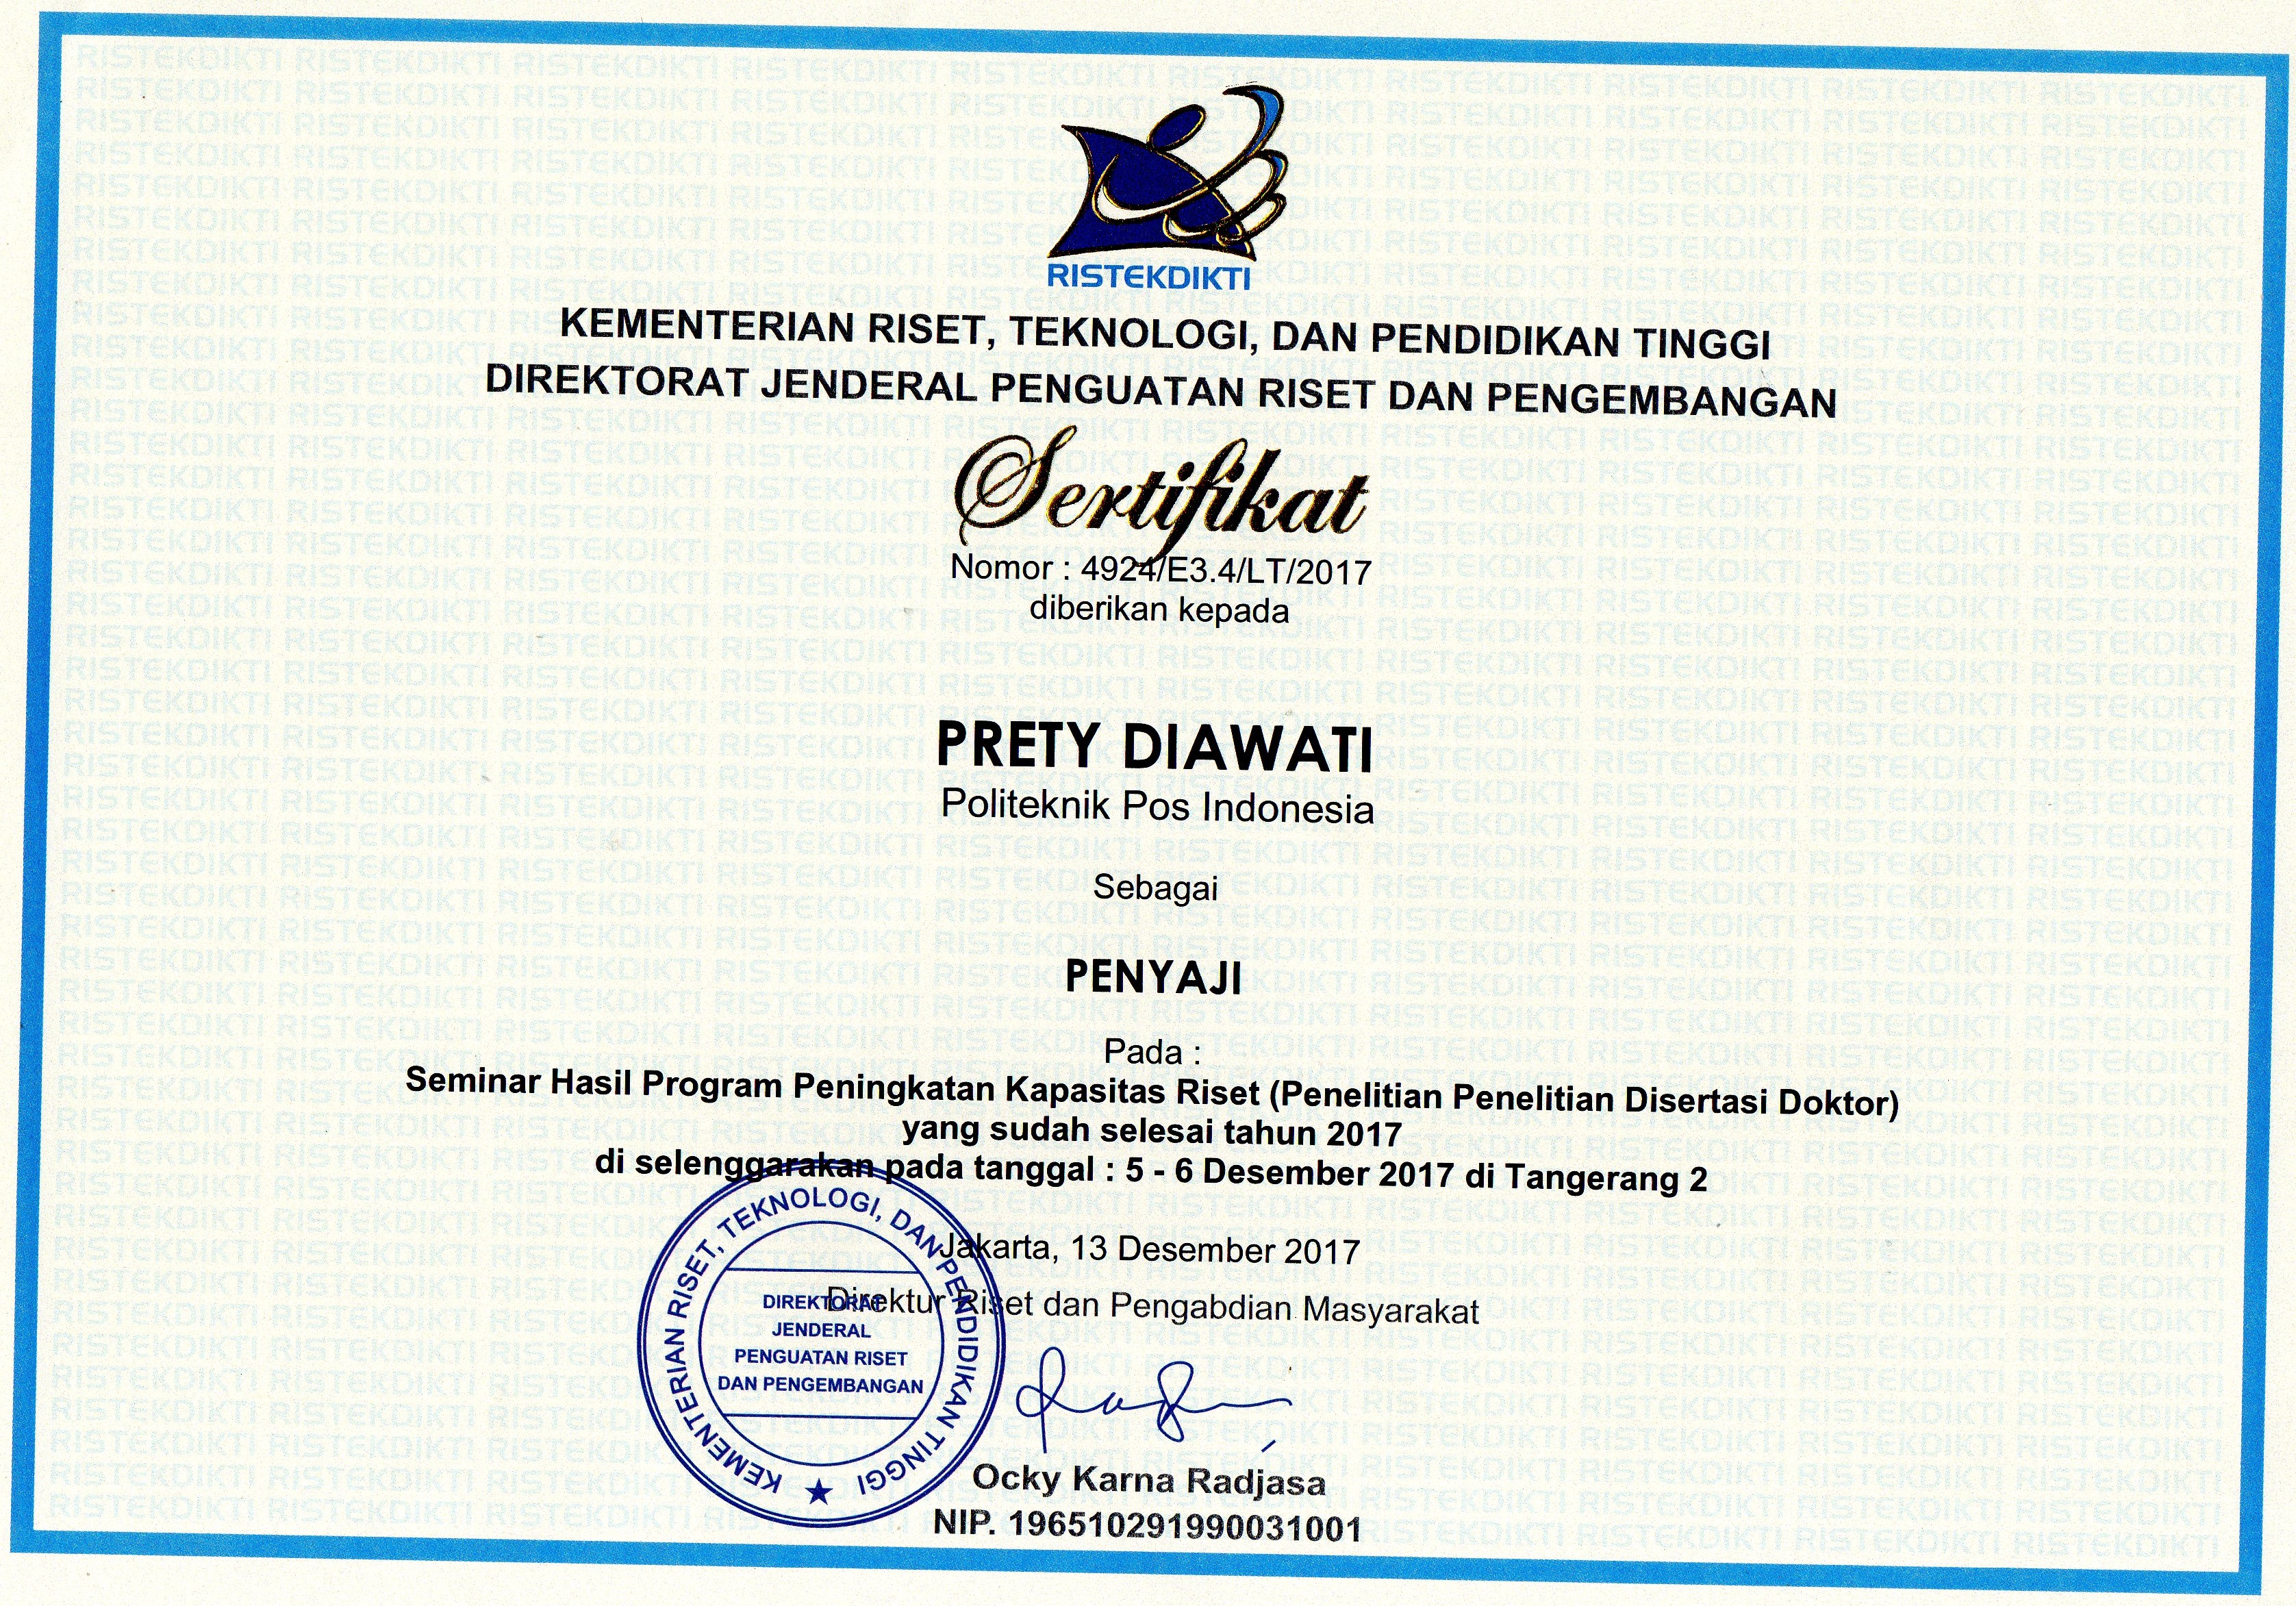 RISTEKDIKTI
KEMENTERIAN RISET, TEKNOLOGI, DAN PENDIDIKAN TINGGI
DIREKTORAT JENDERAL PENGUATAN RISET DAN PENGEMBANGAN
Sertifikat
Nomor : 4924/E3.4/LT/2017
diberikan kepada
PRETY DIAWATI
Politeknik Pos Indonesia
Sebagai
PENYAJI
Pada :
Seminar Hasil Program Peningkatan Kapasitas Riset (Penelitian Penelitian Disertasi Doktor)
yang sudah selesai tahun 2017
di selenggarakan pada tanggal : 5 - 6 Desember 2017 di Tangerang 2
Jakarta, 13 Desember 2017
Direktur Riset dan Pengabdian Masyarakat
KEMENTERIAN RISET, TEKNOLOGI, DAN PENDIDIKAN TINGGI
DIREKTORAT
JENDERAL
PENGUATAN RISET
DAN PENGEMBANGAN
Ocky Karna Radjasa
NIP. 196510291990031001